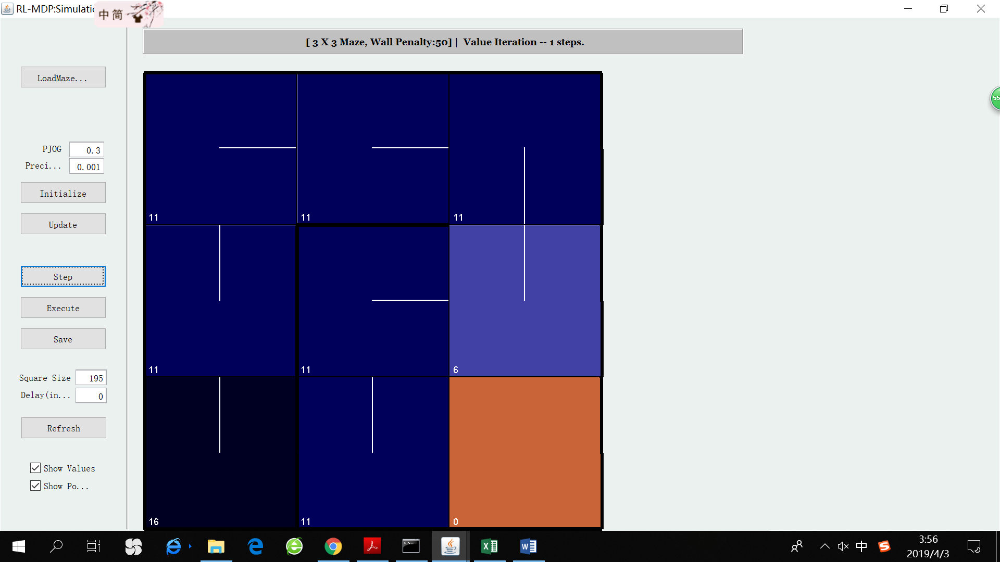 RL-MDP:Simulatio
中 简
[ 3 X 3 Maze, Wall Penalty:50] | Value Iteration -- 1 steps.
LoadMaze...
PJOG 0.3
Preci... 0.001
Initialize
Update
Step
Execute
Save
Square Size 195
Delay(in... 0
Refresh
Show Values
Show Po...
11 11 11
11 11 6
16 11 0
55
中
3:56
2019/4/3